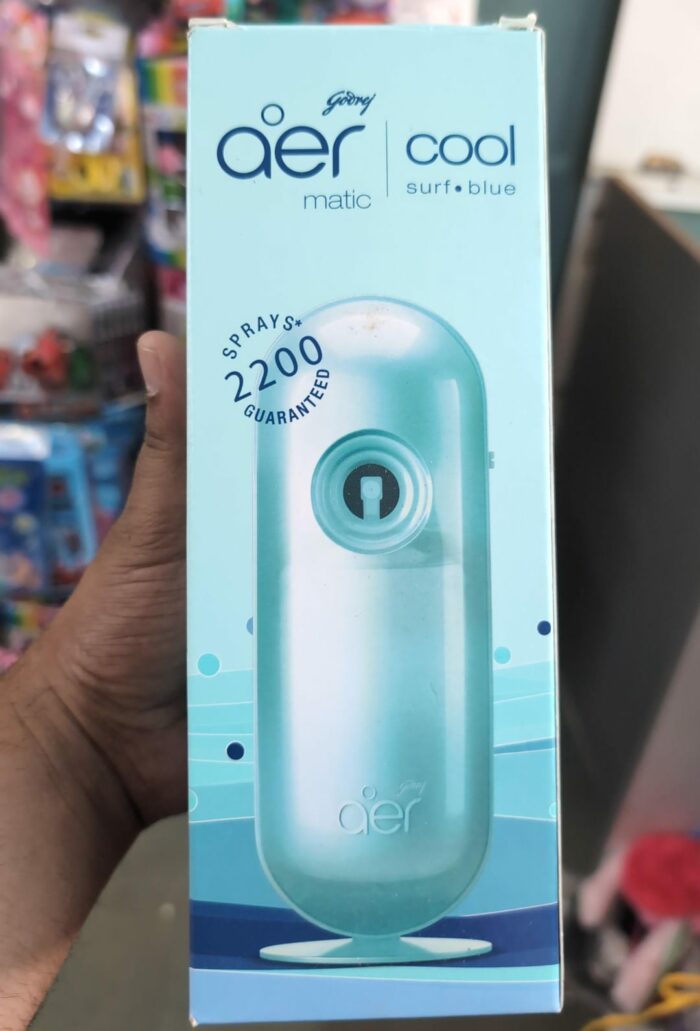 Godrej
aer
matic
cool
surf•blue
SPRAYS*
2200
GUARANTEED
Godrej
aer